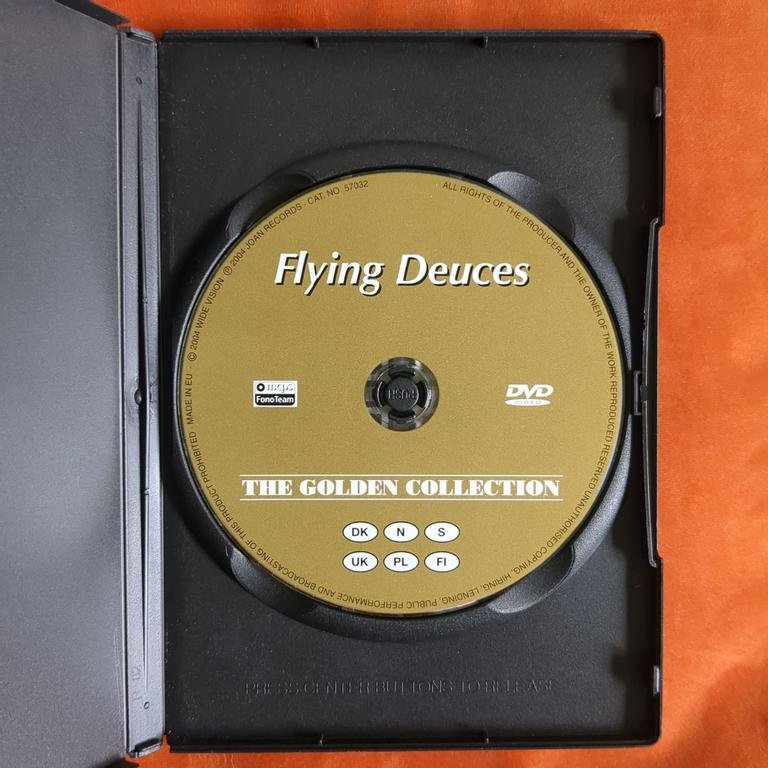 © 2004 WIDE VISION ℗ 2004 JOAN RECORDS · CAT. NO. 57032
ALL RIGHTS OF THE PRODUCER AND THE OWNER OF THE WORK REPRODUCED RESERVED UNAUTHORISED COPYING, HIRING, LENDING, PUBLIC PERFORMANCE AND BROADCASTING OF THIS PRODUCT PROHIBITED · MADE IN EU ·
Flying Deuces
mcps
FonoTeam
PUSH
DVD
VIDEO
THE GOLDEN COLLECTION
DK N S
UK PL FI
PRESS CENTER BUTTONS TO RELEASE